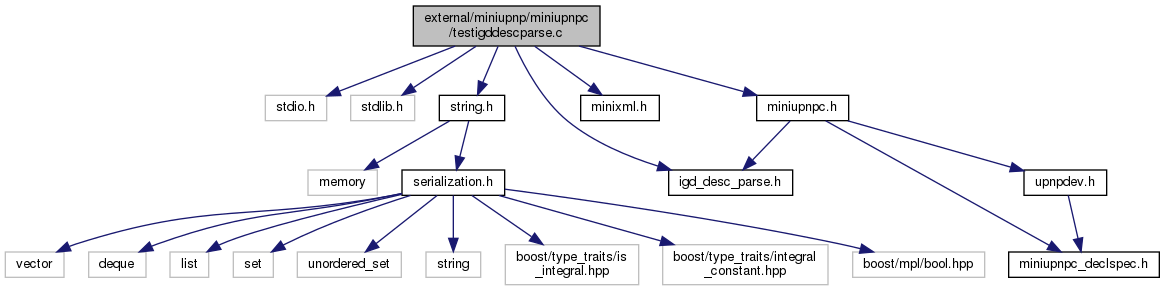 external/miniupnp/miniupnpc
/testigddescparse.c
stdio.h
stdlib.h
string.h
minixml.h
miniupnpc.h
memory
serialization.h
igd_desc_parse.h
upnpdev.h
vector
deque
list
set
unordered_set
string
boost/type_traits/is
_integral.hpp
boost/type_traits/integral
_constant.hpp
boost/mpl/bool.hpp
miniupnpc_declspec.h